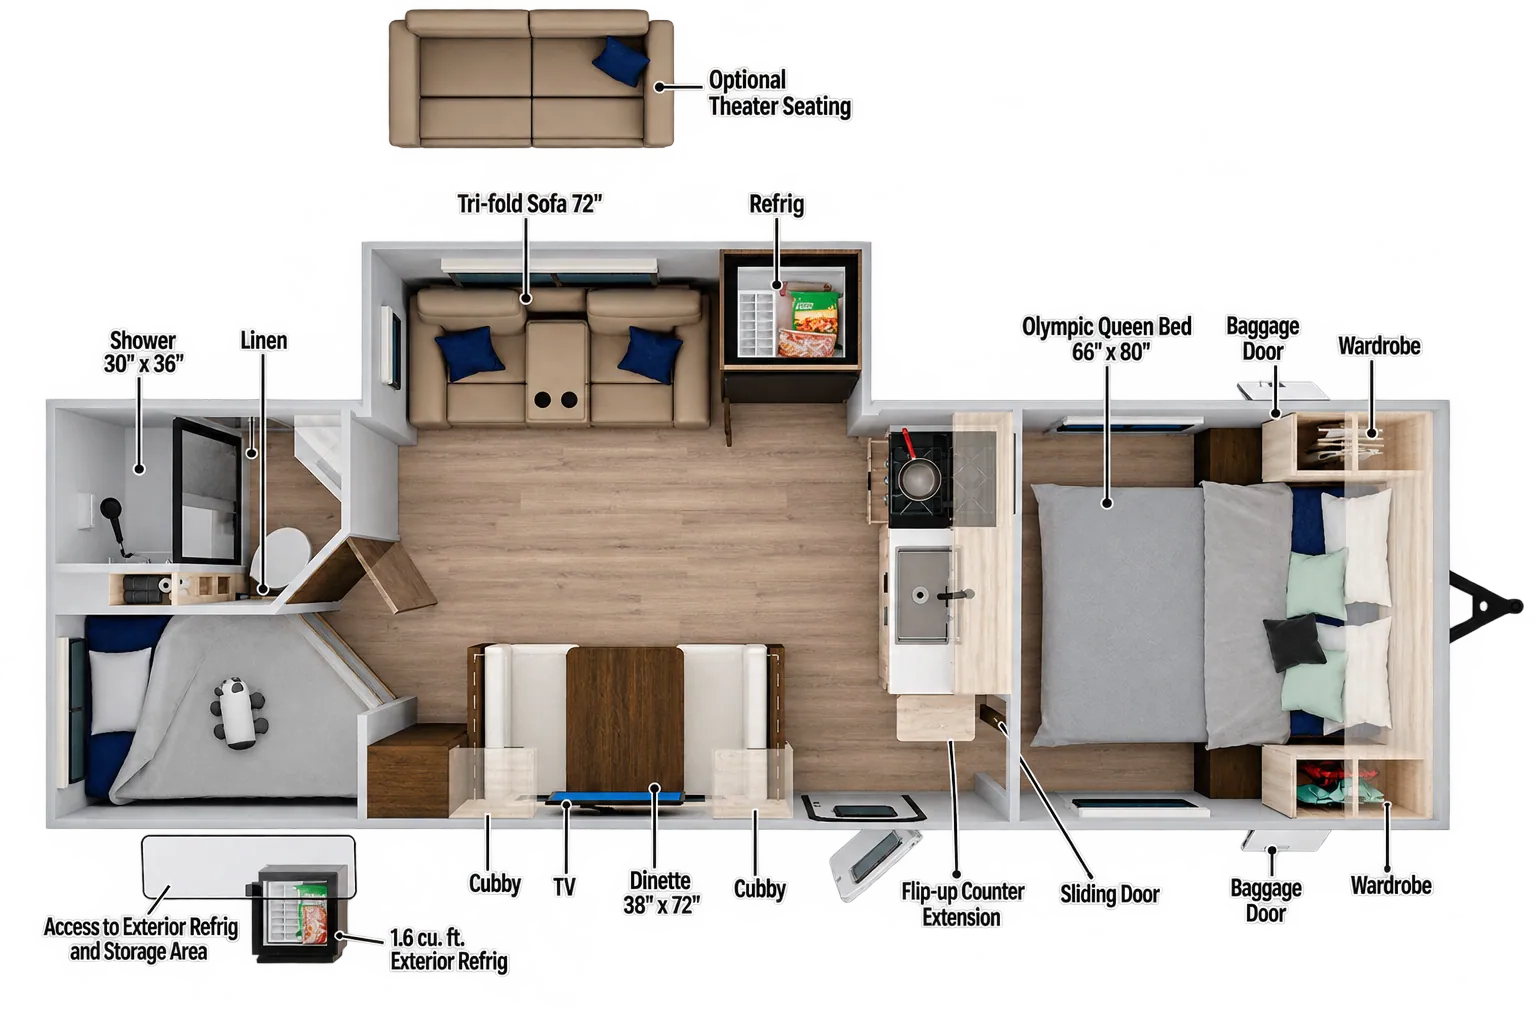 Optional
Theater Seating
Tri-fold Sofa 72"
Refrig
Shower
30" x 36"
Linen
Olympic Queen Bed
66" x 80"
Baggage
Door
Wardrobe
Cubby
TV
Dinette
38" x 72"
Cubby
Flip-up Counter
Extension
Sliding Door
Baggage
Door
Wardrobe
Access to Exterior Refrig
and Storage Area
1.6 cu. ft.
Exterior Refrig